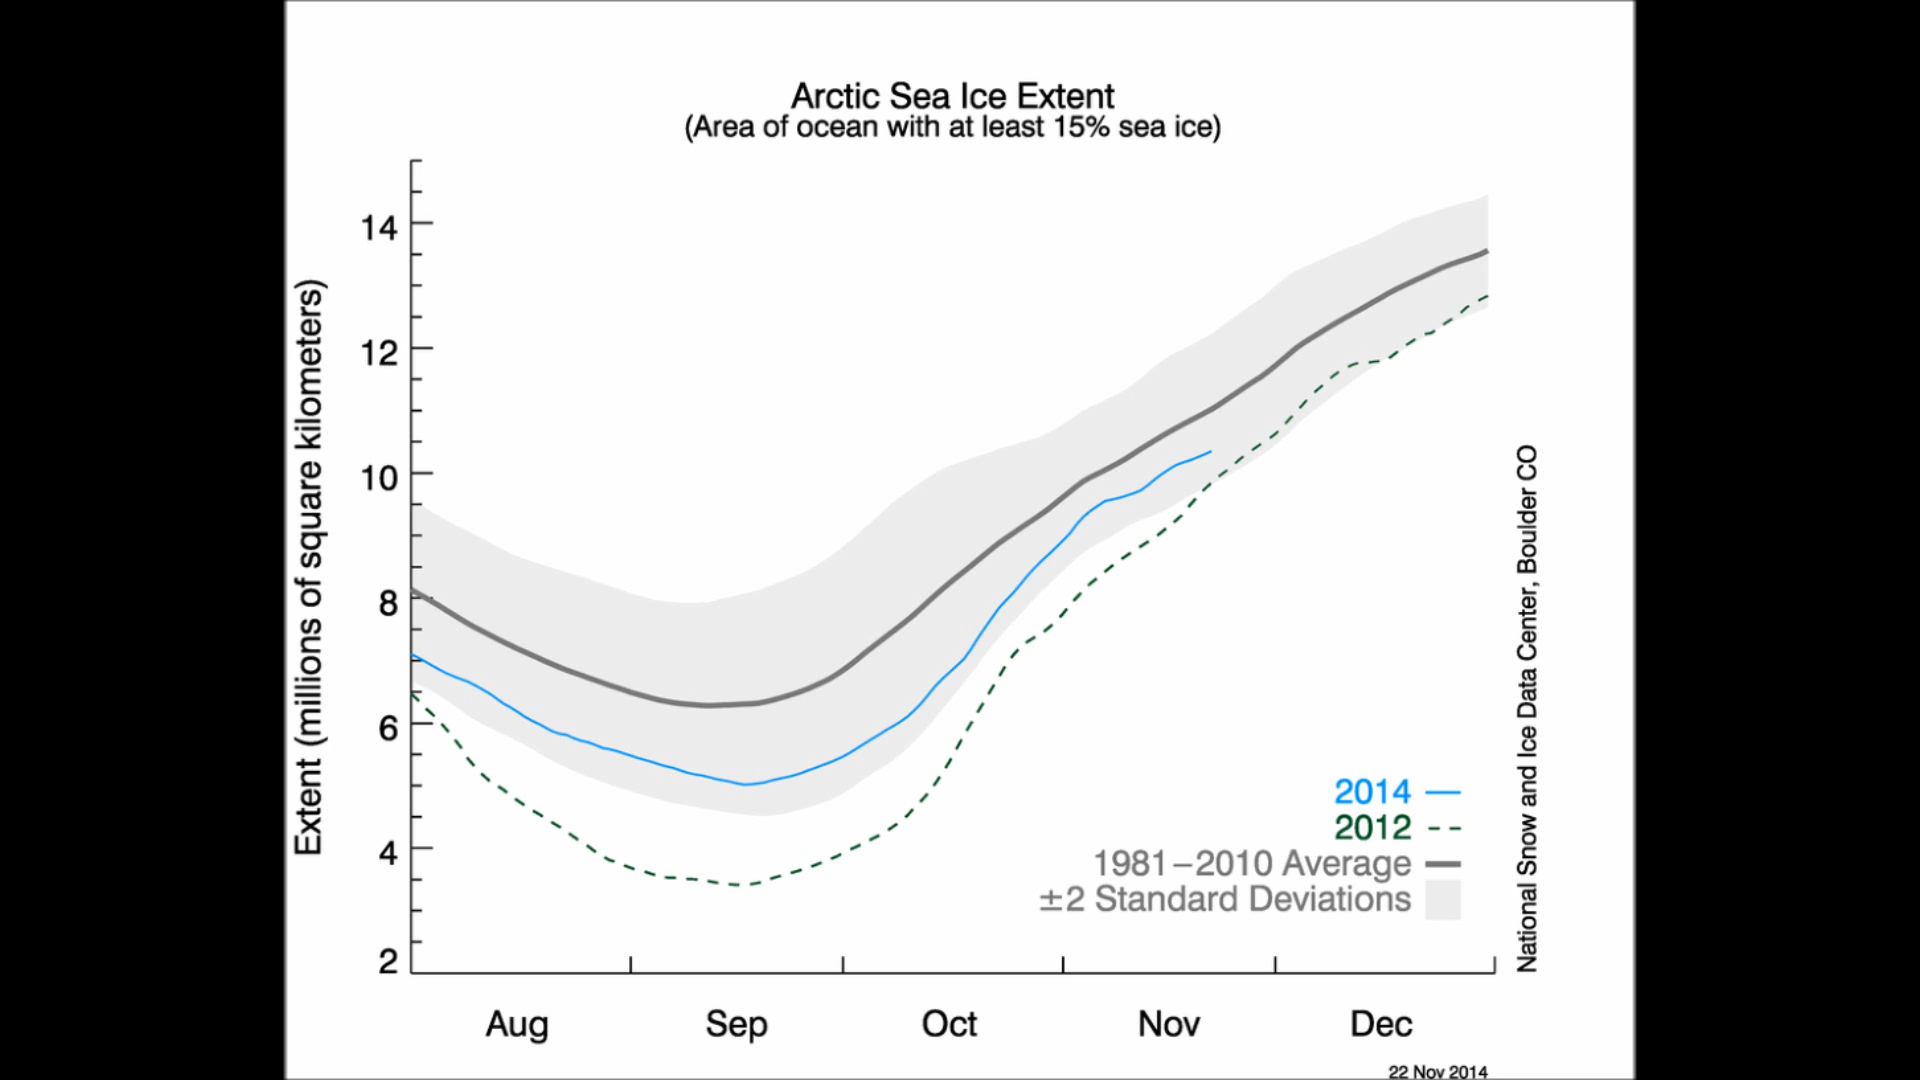 Arctic Sea Ice Extent
(Area of ocean with at least 15% sea ice)
Extent (millions of square kilometers)
14
12
10
8
6
4
2
Aug Sep Oct Nov Dec
2014
2012
1981–2010 Average
±2 Standard Deviations
National Snow and Ice Data Center, Boulder CO
22 Nov 2014